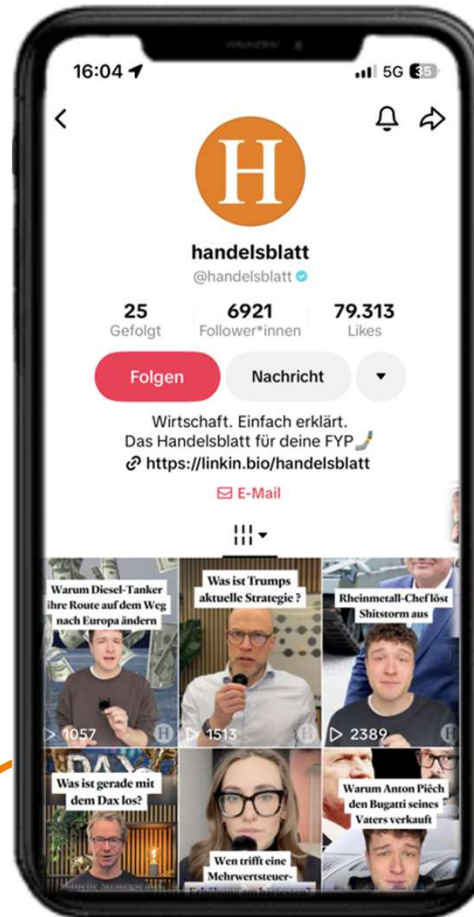 16:04
5G 35
H
handelsblatt
@handelsblatt
25 6921 79.313
Gefolgt Follower*innen Likes
Folgen Nachricht
Wirtschaft. Einfach erklärt.
Das Handelsblatt für deine FYP🤳
https://linkin.bio/handelsblatt
E-Mail
Warum Diesel-Tanker
ihre Route auf dem Weg
nach Europa ändern
1057
H
Was ist Trumps
aktuelle Strategie ?
1513
H
Rheinmetall-Chef löst
Shitstorm aus
2389
H
DAX
Was ist gerade mit
dem Dax los?
Wen trifft eine
Mehrwertsteuer-
Warum Anton Piëch
den Bugatti seines
Vaters verkauft